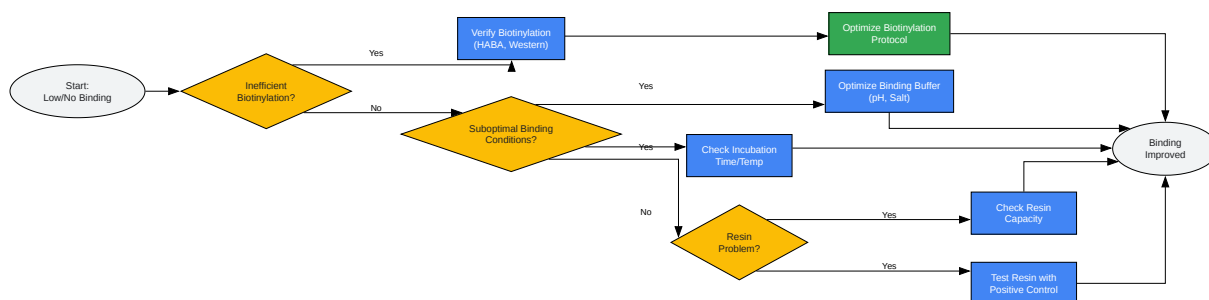 Verify Biotinylation
(HABA, Western)
Optimize Biotinylation
Protocol
Yes
Start:
Low/No Binding
Inefficient
Biotinylation?
Yes
Optimize Binding Buffer
(pH, Salt)
No
Suboptimal Binding
Conditions?
Yes
Check Incubation
Time/Temp
Binding
Improved
No
Yes
Check Resin
Capacity
Resin
Problem?
Yes
Test Resin with
Positive Control